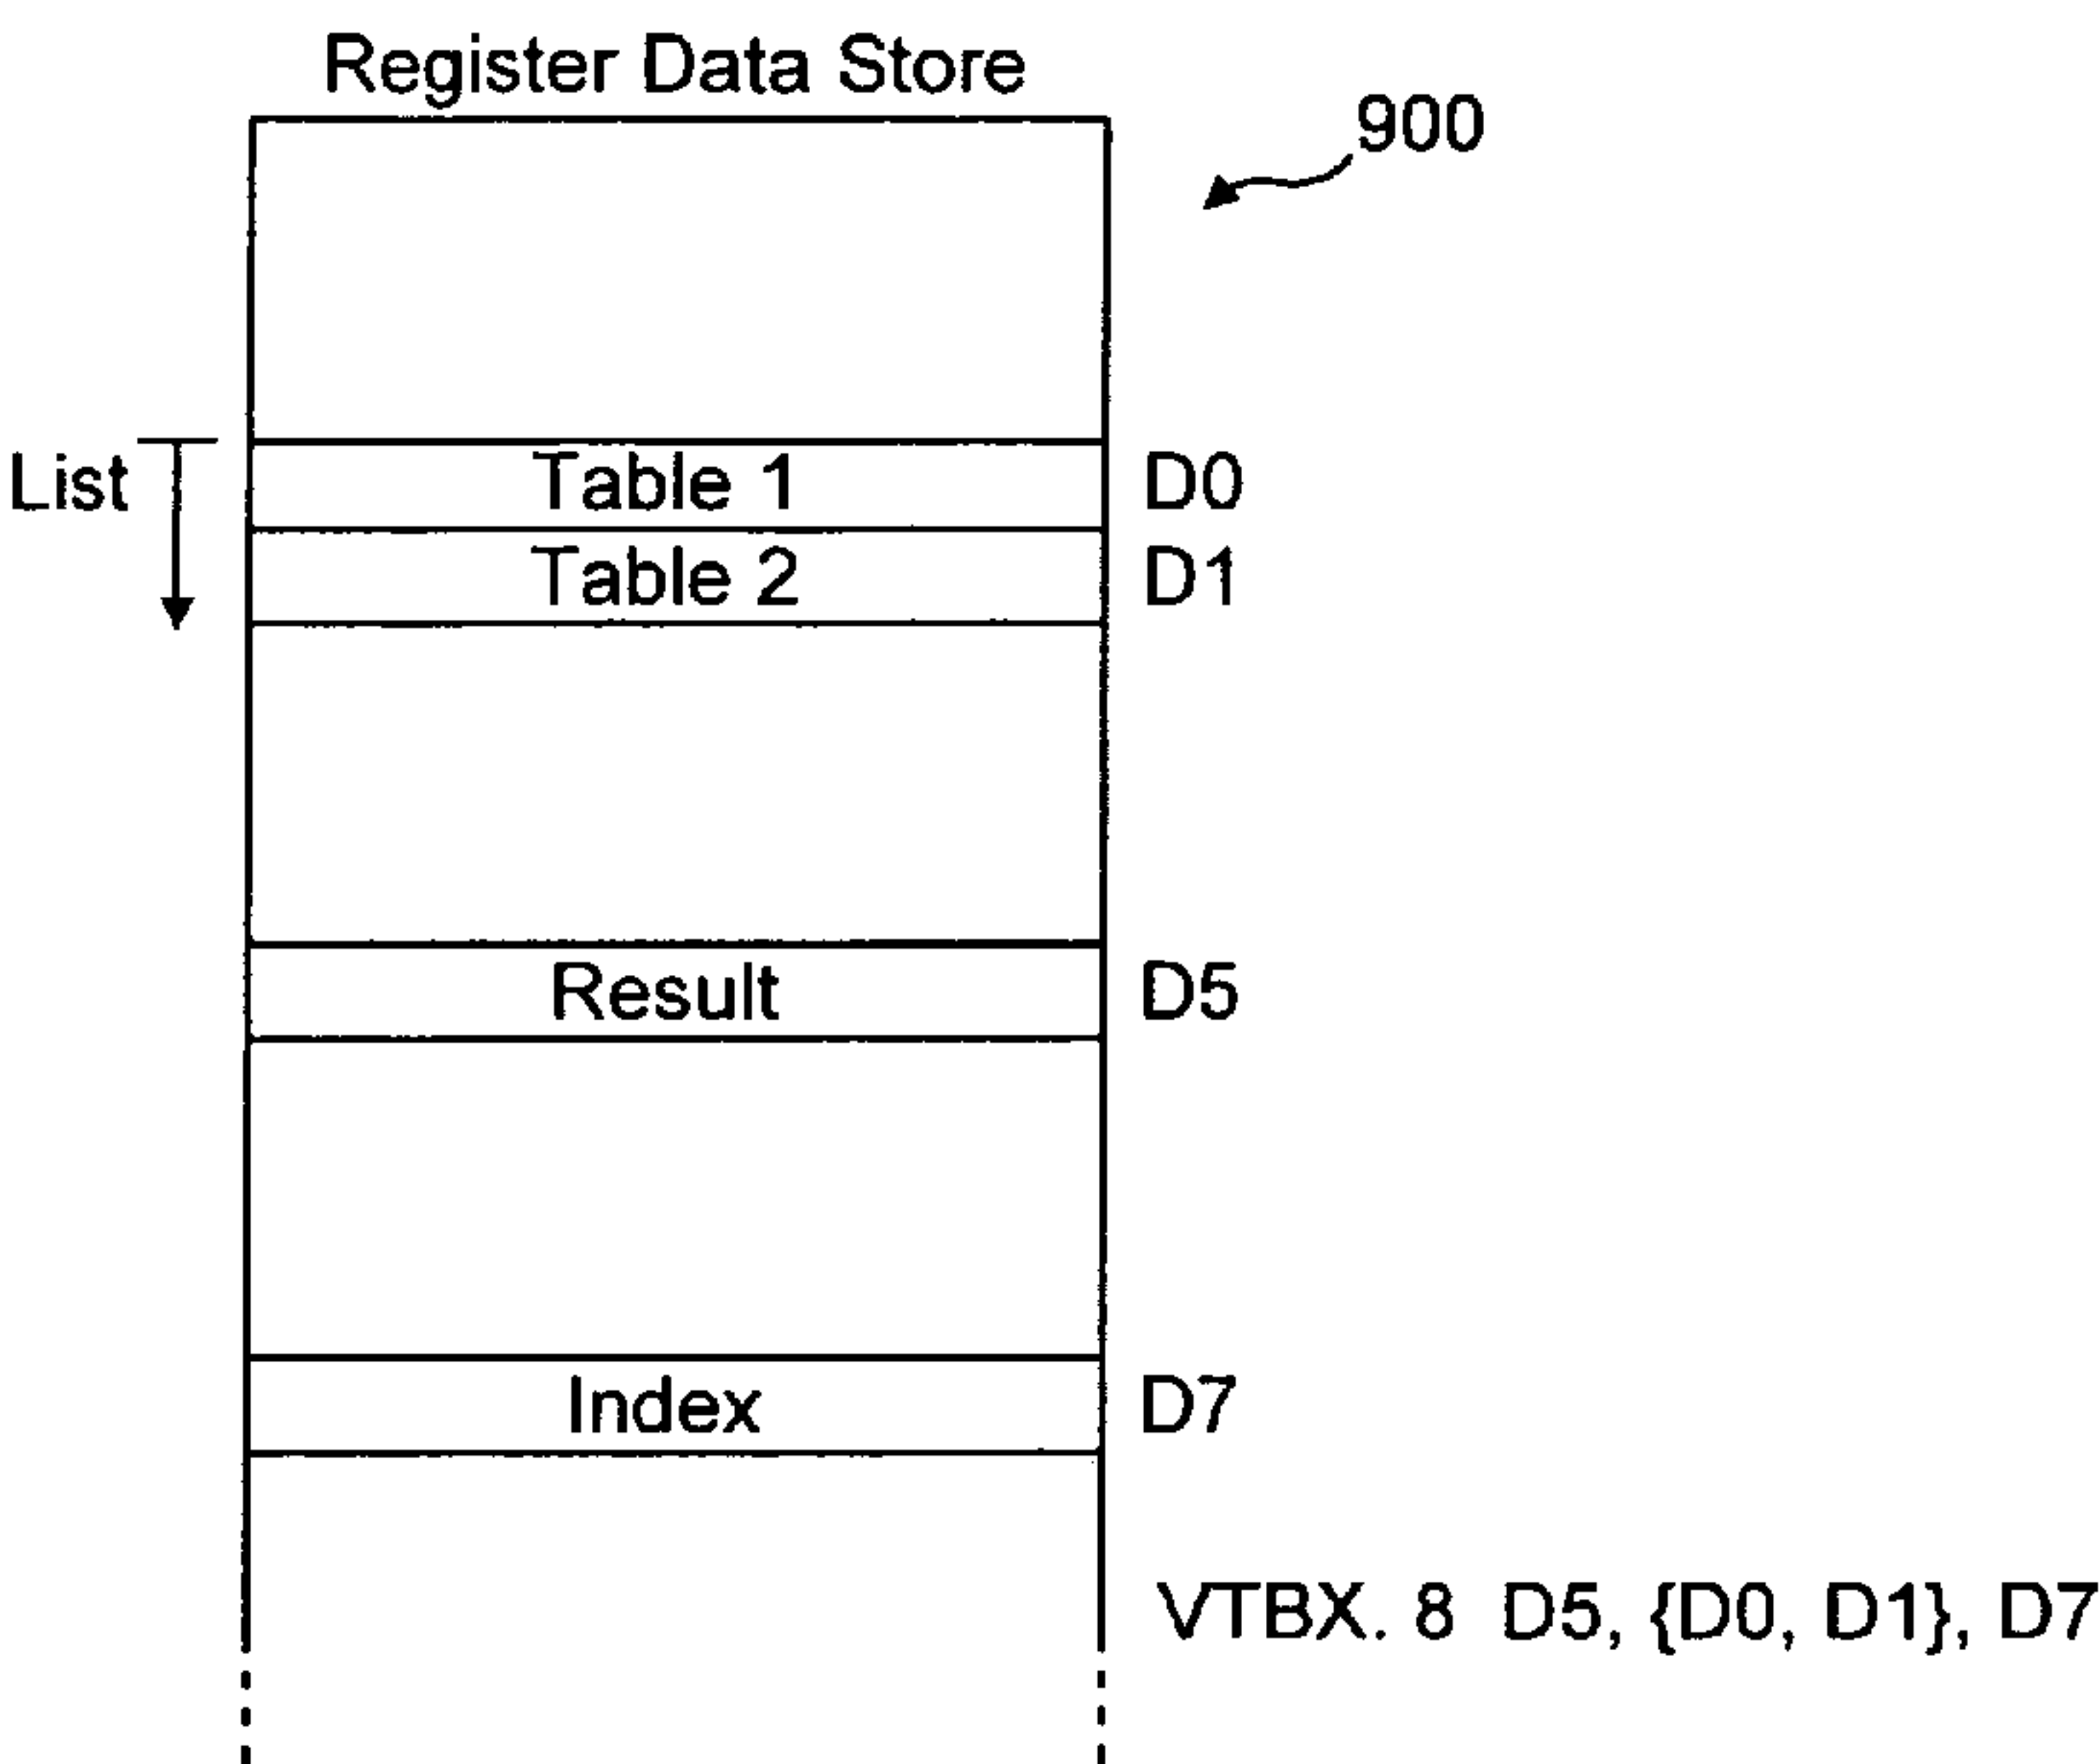 Register Data Store
900
List
Table 1 D0
Table 2 D1
Result D5
Index D7
VTBX. 8 D5, {D0, D1}, D7